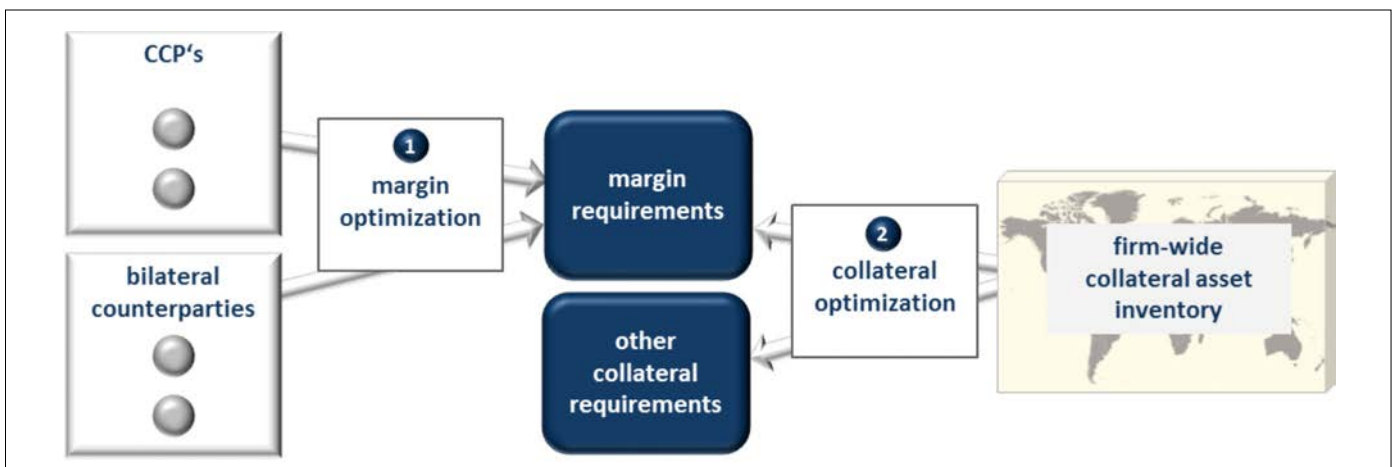 CCP‘s
1
margin
optimization
bilateral
counterparties
margin
requirements
other
collateral
requirements
2
collateral
optimization
firm-wide
collateral asset
inventory